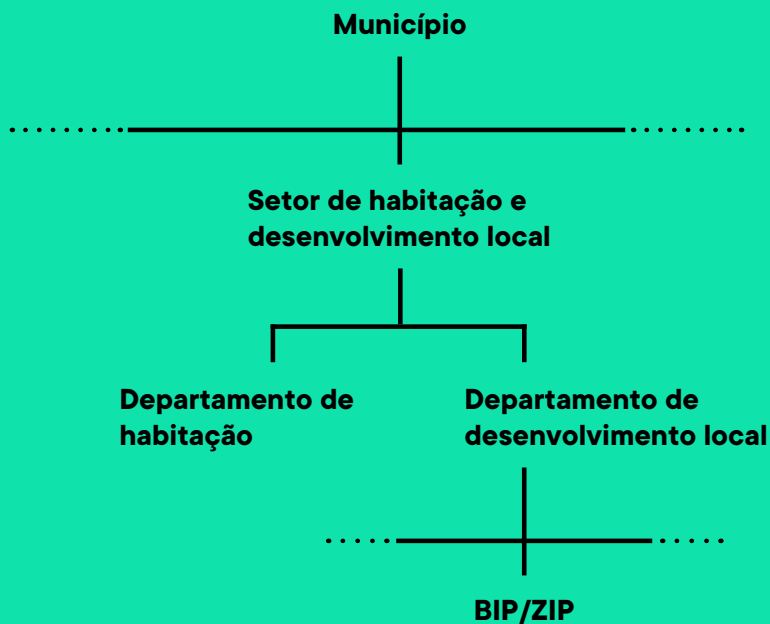 Município
Setor de habitação e
desenvolvimento local
Departamento de
habitação
Departamento de
desenvolvimento local
BIP/ZIP